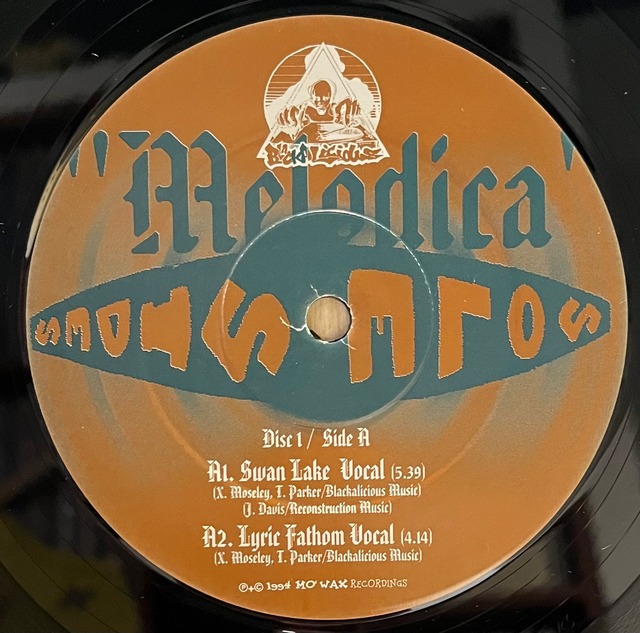 Blackalicious
"Melodica"
SOLESIDES
Disc 1 / Side A
A1. Swan Lake Vocal (5.39)
(X. Moseley, T. Parker/Blackalicious Music)
(J. Davis/Reconstruction Music)
A2. Lyric Fathom Vocal (4.14)
(X. Moseley, T. Parker/Blackalicious Music)
℗+© 1994 MO'WAX RECORDINGS